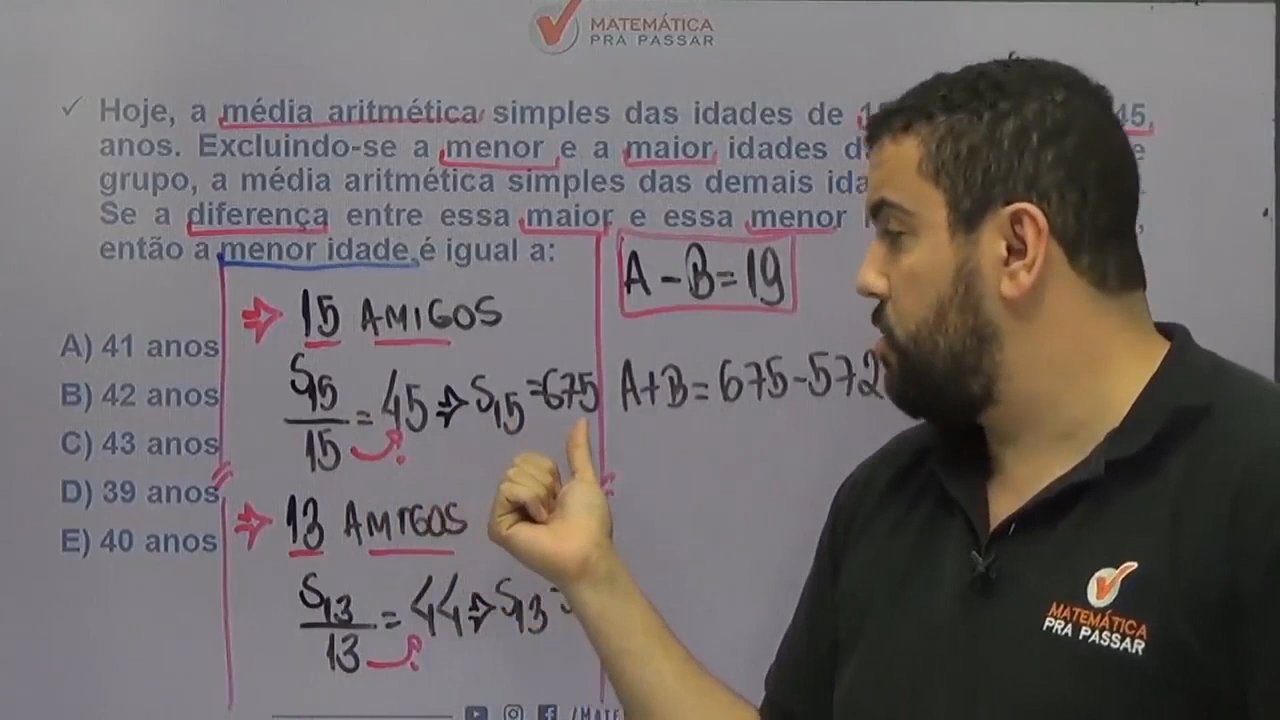 MATEMÁTICA
PRA PASSAR
✓ Hoje, a média aritmética simples das idades de 45
anos. Excluindo-se a menor e a maior idades
grupo, a média aritmética simples das demais
Se a diferença entre essa maior e essa menor
então a menor idade é igual a:
A - B = 19
⇒ 15 AMIGOS
A) 41 anos
B) 42 anos
C) 43 anos
D) 39 anos
E) 40 anos
S15/15 = 45 ⇒ S15 = 675
A+B = 675-572
⇒ 13 AMIGOS
S13/13 = 44 ⇒ S13 =
MATEMÁTICA
PRA PASSAR